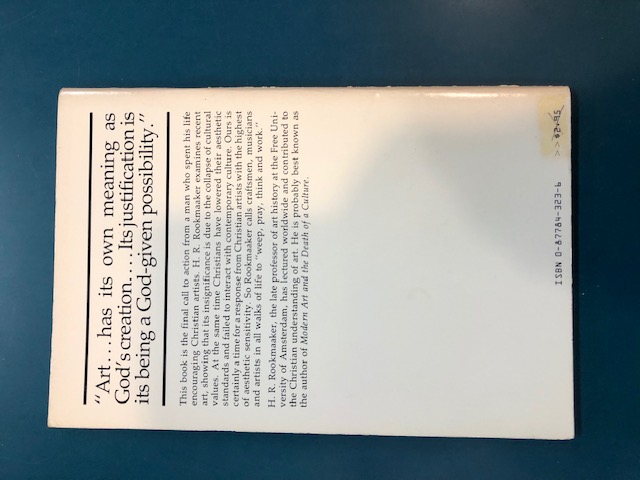 “Art...has its own meaning as
God's creation....Its justification is
its being a God-given possibility.”
This book is the final call to action from a man who spent his life
encouraging Christian artists. H. R. Rookmaaker examines recent
art, showing that its insignificance is due to the collapse of cultural
values. At the same time Christians have lowered their aesthetic
standards and failed to interact with contemporary culture. Ours is
certainly a time for a response from Christian artists with the highest
of aesthetic sensitivity. So Rookmaaker calls craftsmen, musicians
and artists in all walks of life to “weep, pray, think and work.”
H. R. Rookmaaker, the late professor of art history at the Free Uni-
versity of Amsterdam, has lectured worldwide and contributed to
the Christian understanding of art. He is probably best known as
the author of Modern Art and the Death of a Culture.
ISBN 0-87784-323-6
>>